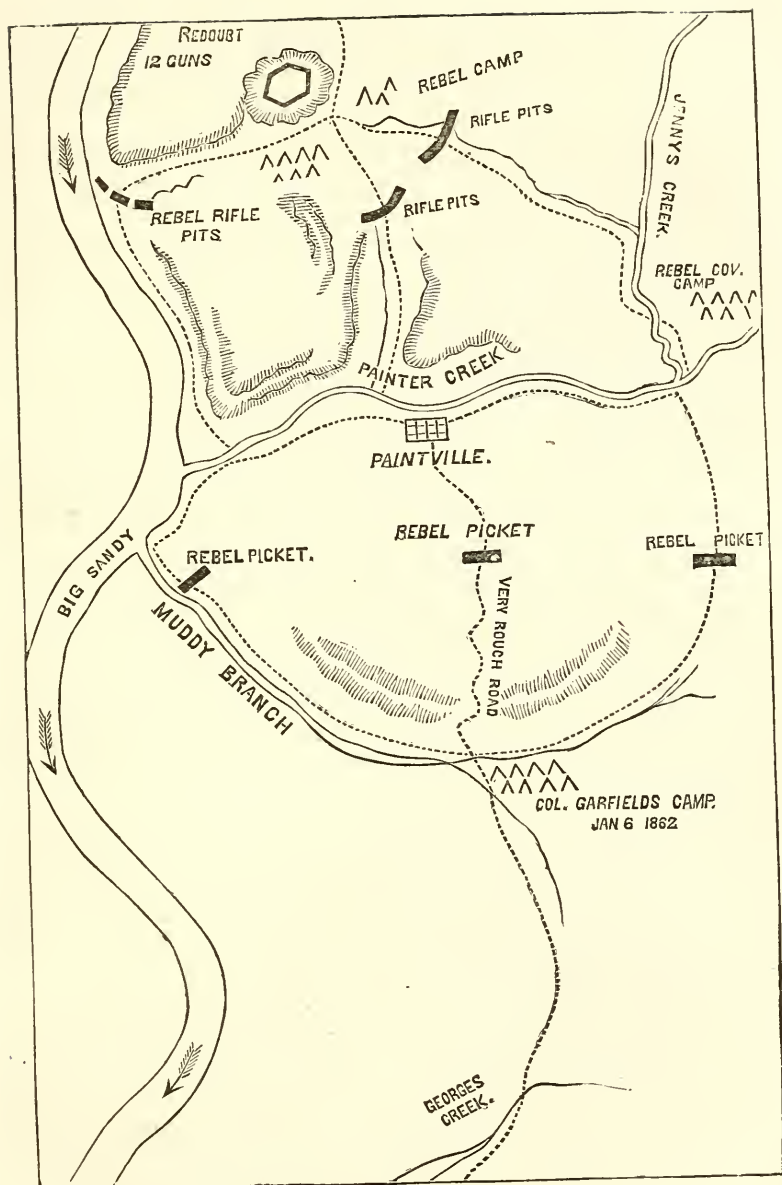 REDOUBT
12 GUNS
REBEL CAMP
RIFLE PITS
JENNYS CREEK.
REBEL RIFLE
PITS
RIFLE PITS
REBEL COV.
CAMP
PAINTER CREEK
PAINTVILLE.
REBEL PICKET.
REBEL PICKET
REBEL PICKET
BIG SANDY
MUDDY BRANCH
VERY ROUGH ROAD
COL. GARFIELDS CAMP.
JAN 6 1862
GEORGES
CREEK.